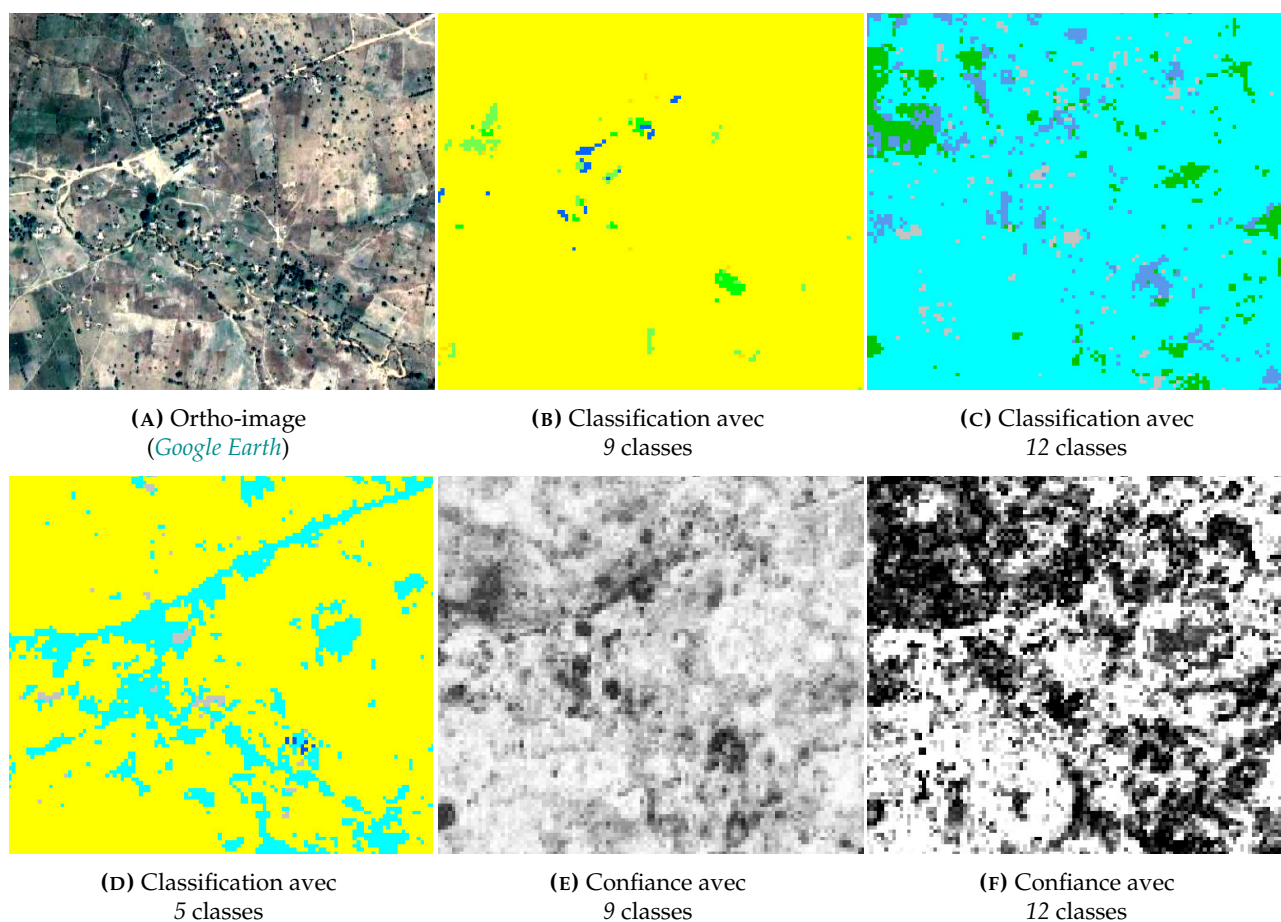 (A) Ortho-image
(Google Earth)
(B) Classification avec
9 classes
(C) Classification avec
12 classes
(D) Classification avec
5 classes
(E) Confiance avec
9 classes
(F) Confiance avec
12 classes